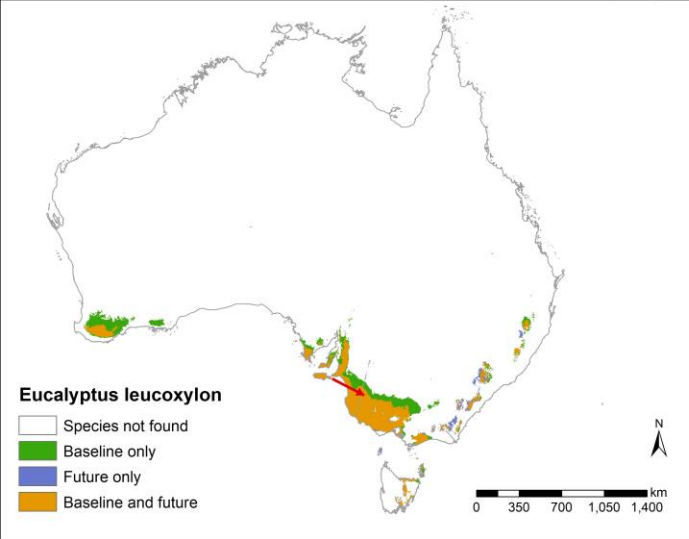 Eucalyptus leucoxylon
Species not found
Baseline only
Future only
Baseline and future
N
km
0 350 700 1,050 1,400